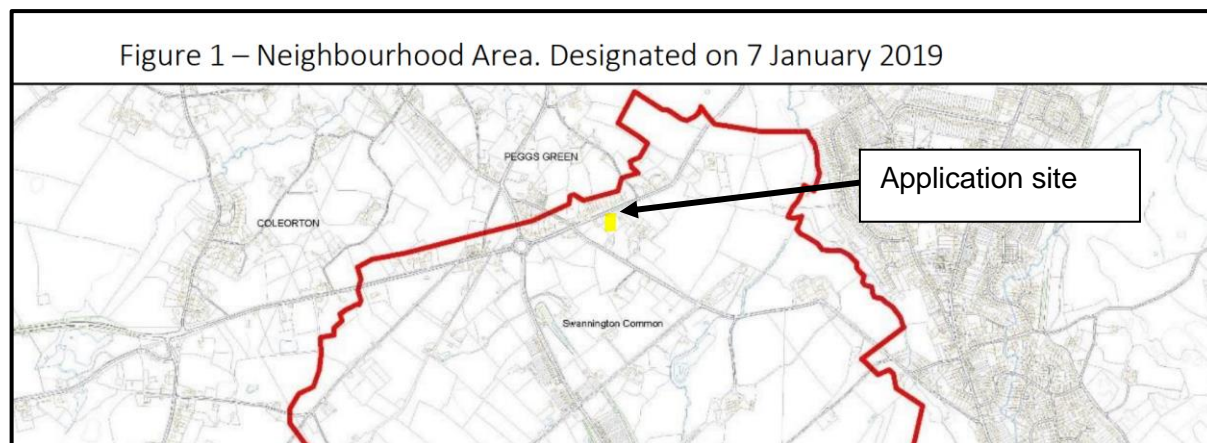 Figure 1 – Neighbourhood Area. Designated on 7 January 2019
PEGGS GREEN
Application site
COLEORTON
Swannington Common